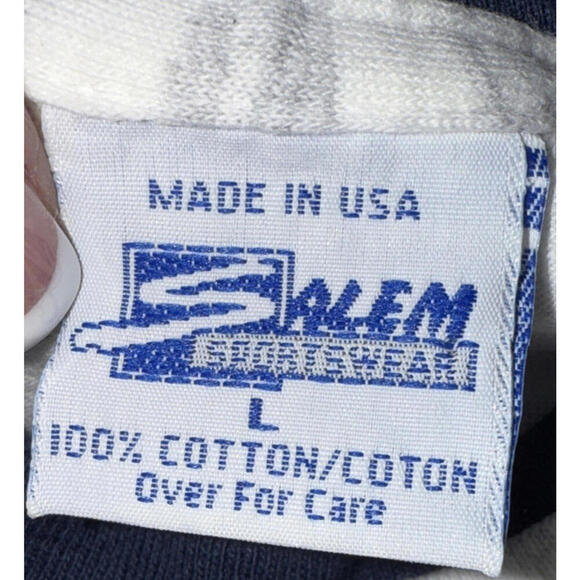 MADE IN USA
SALEM
SPORTSWEAR
L
100% COTTON/COTON
Over For Care